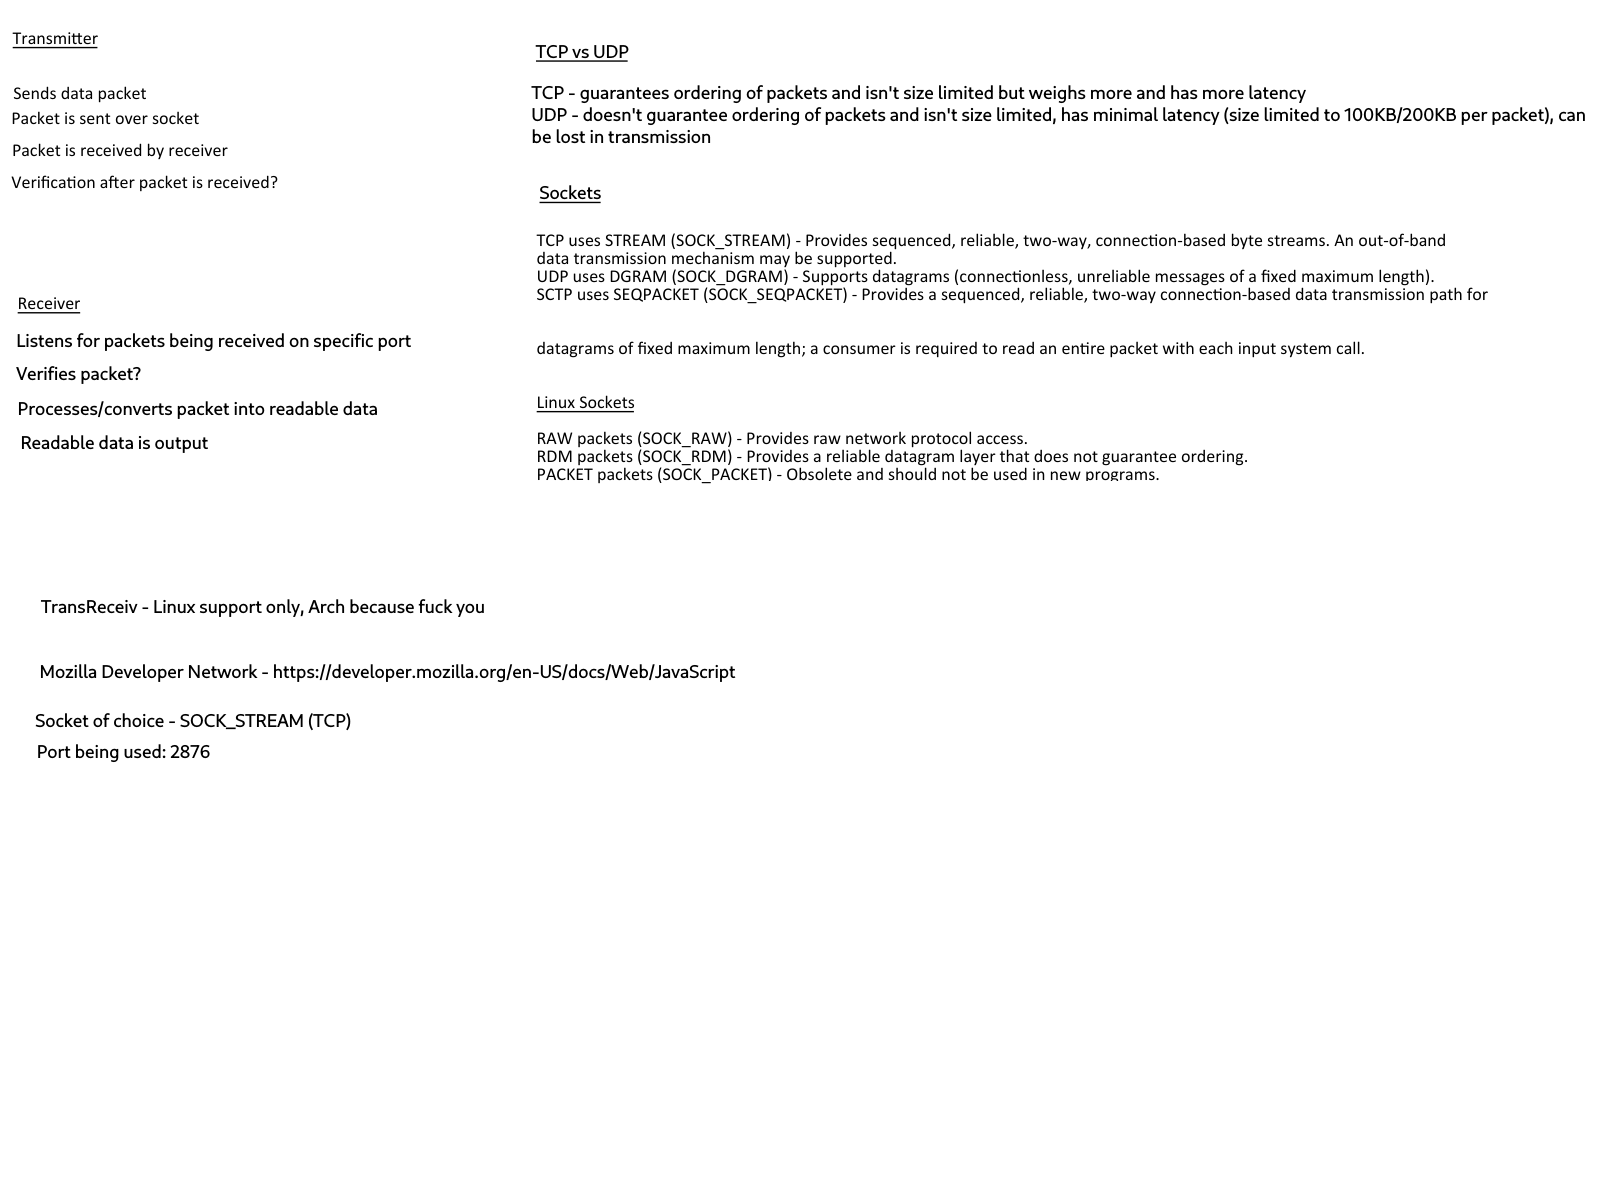 Transmitter
Sends data packet
Packet is sent over socket
Packet is received by receiver
Verification after packet is received?
Receiver
Listens for packets being received on specific port
Verifies packet?
Processes/converts packet into readable data
Readable data is output
TCP vs UDP
TCP - guarantees ordering of packets and isn't size limited but weighs more and has more latency
UDP - doesn't guarantee ordering of packets and isn't size limited, has minimal latency (size limited to 100KB/200KB per packet), can
be lost in transmission
Sockets
TCP uses STREAM (SOCK_STREAM) - Provides sequenced, reliable, two-way, connection-based byte streams. An out-of-band
data transmission mechanism may be supported.
UDP uses DGRAM (SOCK_DGRAM) - Supports datagrams (connectionless, unreliable messages of a fixed maximum length).
SCTP uses SEQPACKET (SOCK_SEQPACKET) - Provides a sequenced, reliable, two-way connection-based data transmission path for
datagrams of fixed maximum length; a consumer is required to read an entire packet with each input system call.
Linux Sockets
RAW packets (SOCK_RAW) - Provides raw network protocol access.
RDM packets (SOCK_RDM) - Provides a reliable datagram layer that does not guarantee ordering.
PACKET packets (SOCK_PACKET) - Obsolete and should not be used in new programs.
TransReceiv - Linux support only, Arch because fuck you
Mozilla Developer Network - https://developer.mozilla.org/en-US/docs/Web/JavaScript
Socket of choice - SOCK_STREAM (TCP)
Port being used: 2876